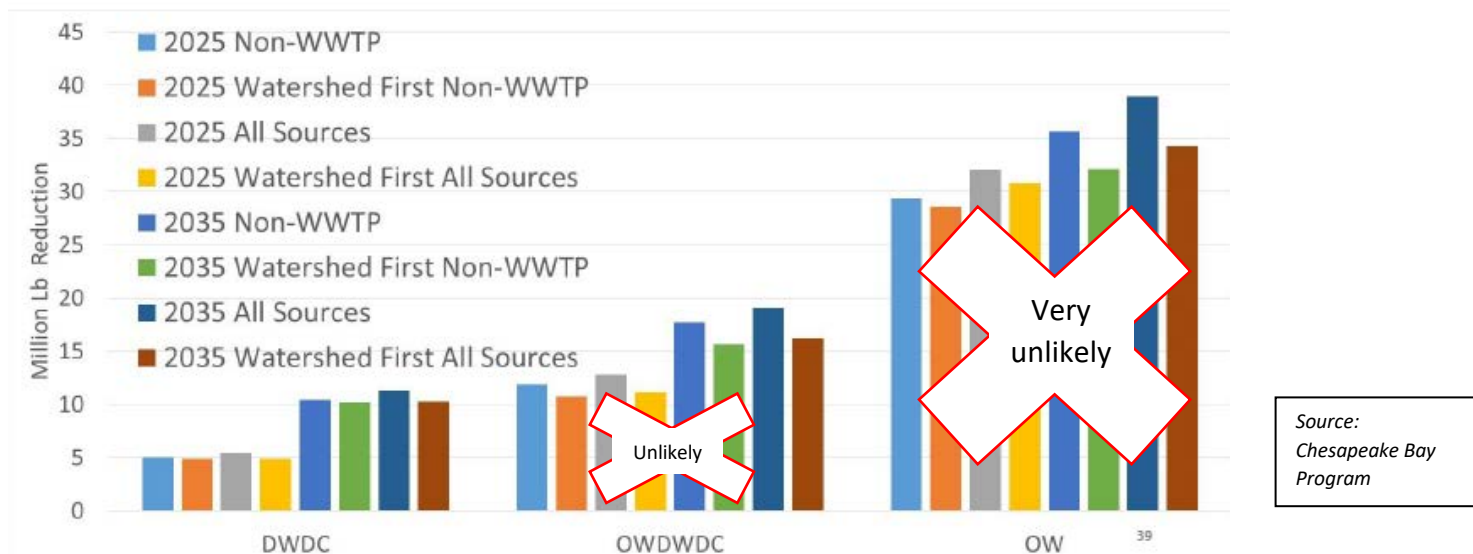 45
40
35
30
25
20
15
10
5
0
Million Lb Reduction
2025 Non-WWTP
2025 Watershed First Non-WWTP
2025 All Sources
2025 Watershed First All Sources
2035 Non-WWTP
2035 Watershed First Non-WWTP
2035 All Sources
2035 Watershed First All Sources
Unlikely
Very
unlikely
DWDC
OWDWDC
OW
39
Source:
Chesapeake Bay
Program